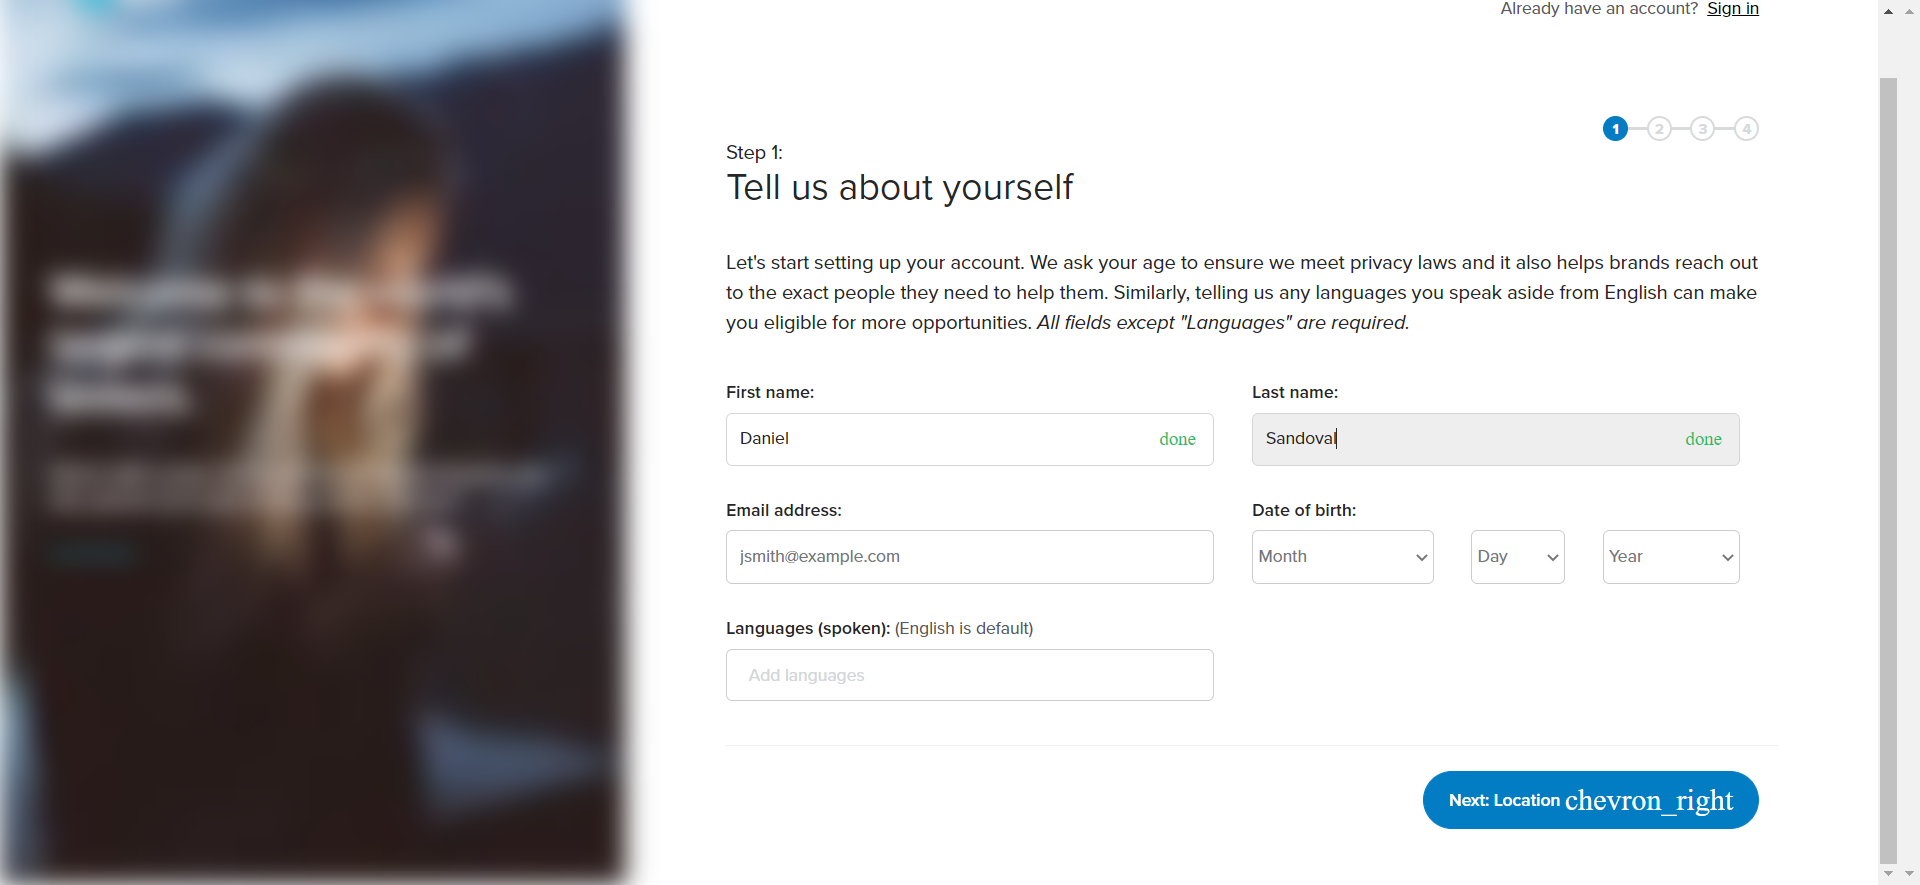 Already have an account? Sign in
1 2 3 4
Step 1:
Tell us about yourself
Let's start setting up your account. We ask your age to ensure we meet privacy laws and it also helps brands reach out
to the exact people they need to help them. Similarly, telling us any languages you speak aside from English can make
you eligible for more opportunities. All fields except "Languages" are required.
First name:
Last name:
Daniel done
Sandoval done
Email address:
Date of birth:
jsmith@example.com
Month Day Year
Languages (spoken): (English is default)
Add languages
Next: Location chevron_right